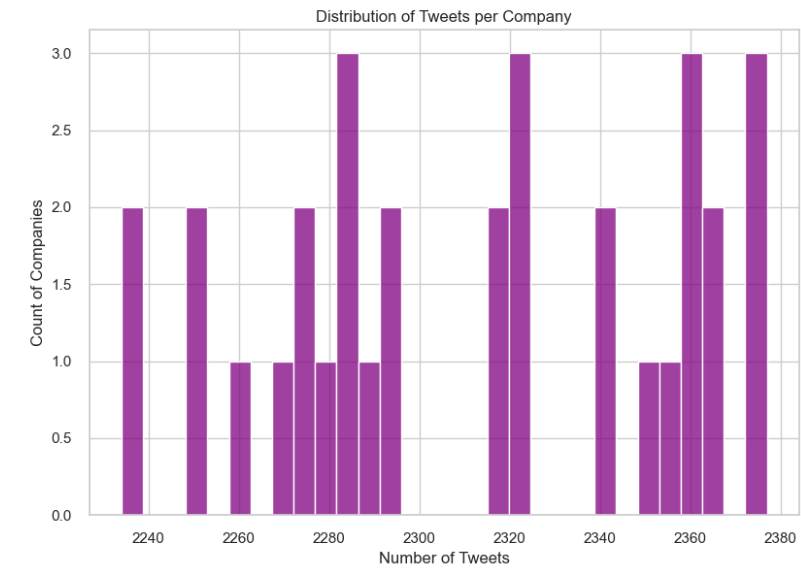 Distribution of Tweets per Company
3.0
2.5
2.0
1.5
1.0
0.5
0.0
Count of Companies
2240 2260 2280 2300 2320 2340 2360 2380
Number of Tweets